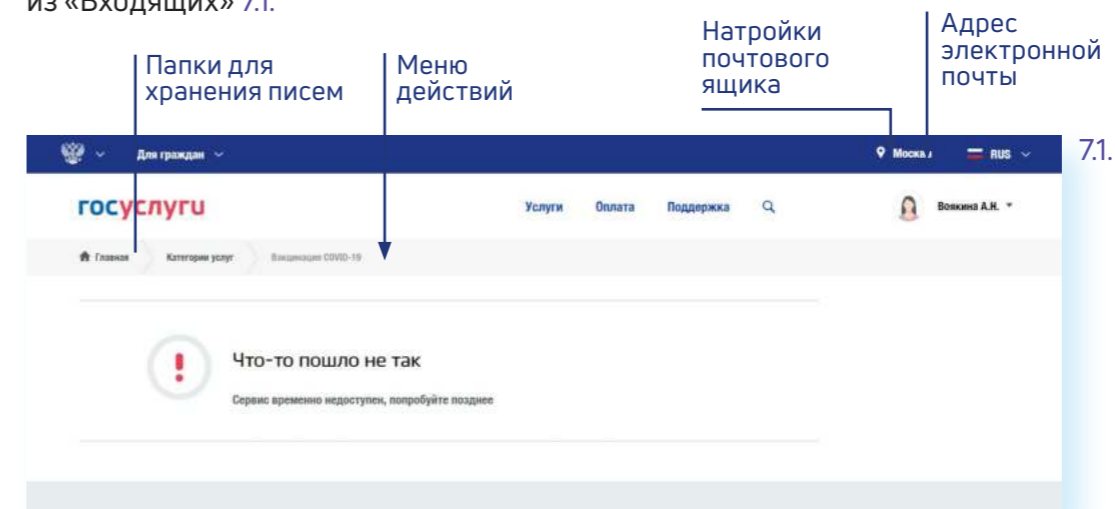 из «Входящих» 7.1.
Папки для
хранения писем
Меню
действий
Натройки
почтового
ящика
Адрес
электронной
почты
7.1.
Для граждан
Москва
RUS
госуслуги
Услуги Оплата Поддержка
Воякина А.Н.
Главная Категории услуг Вакцинация COVID-19
Что-то пошло не так
Сервис временно недоступен, попробуйте позднее